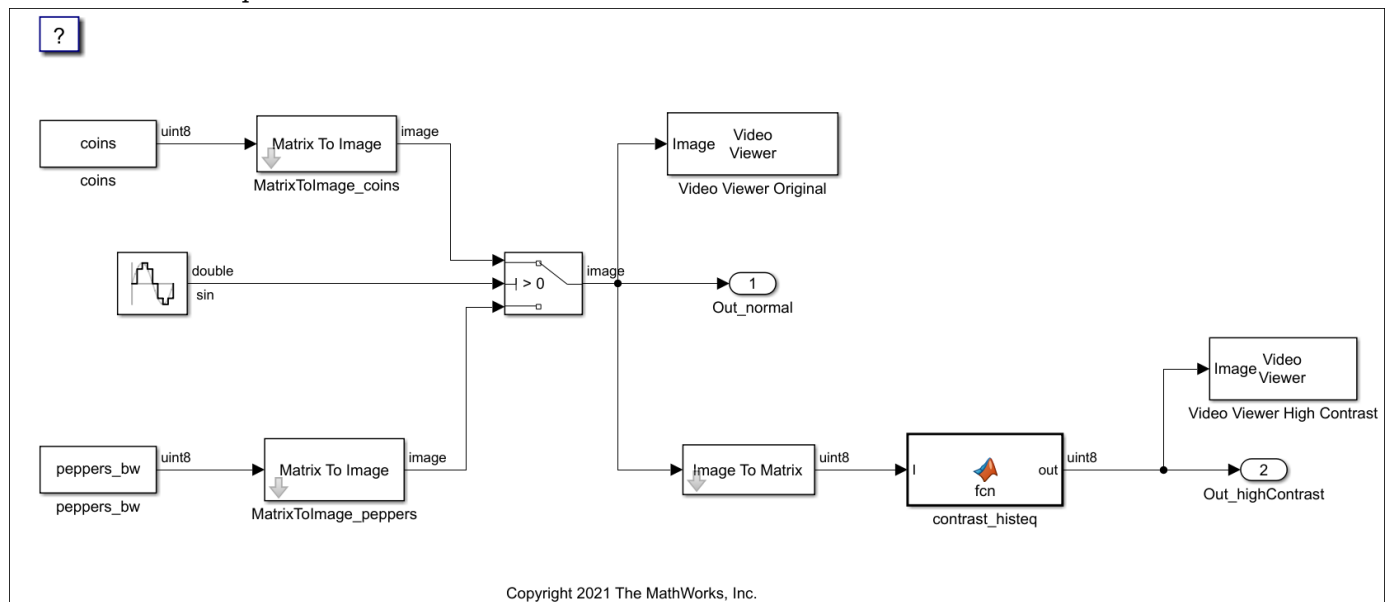 ?
coins
uint8
Matrix To Image
image
coins
MatrixToImage_coins
Image
Video
Viewer
Video Viewer Original
double
sin
> 0
image
1
Out_normal
peppers_bw
uint8
Matrix To Image
image
peppers_bw
MatrixToImage_peppers
Image To Matrix
uint8
I
fcn
out
uint8
contrast_histeq
Image
Video
Viewer
Video Viewer High Contrast
2
Out_highContrast
Copyright 2021 The MathWorks, Inc.